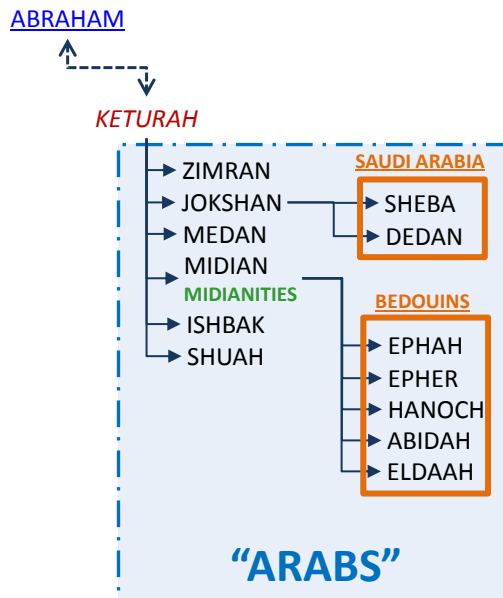 ABRAHAM
KETURAH
ZIMRAN
JOKSHAN
MEDAN
MIDIAN
MIDIANITIES
ISHBAK
SHUAH
SAUDI ARABIA
SHEBA
DEDAN
BEDOUINS
EPHAH
EPHER
HANOCH
ABIDAH
ELDAAH
“ARABS”